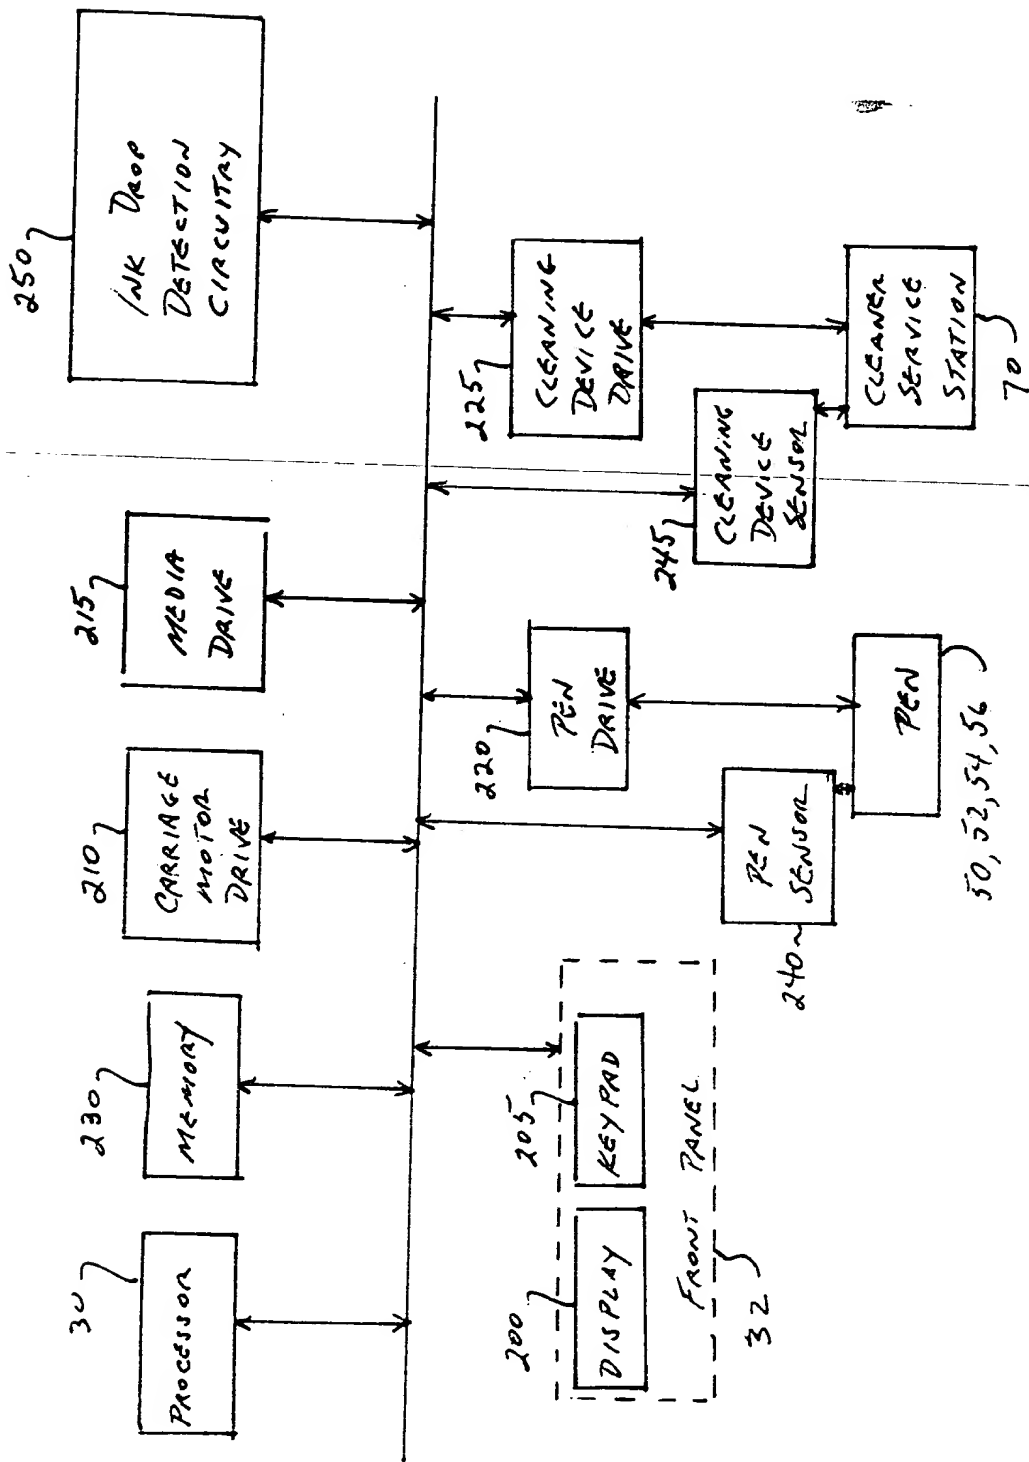 30
PROCESSOR
230
MEMORY
210
CARRIAGE
MOTOR
DRIVE
215
MEDIA
DRIVE
250
INK DROP
DETECTION
CIRCUITRY
200
DISPLAY
205
KEYPAD
FRONT PANEL
32
240
PEN
SENSOR
220
PEN
DRIVE
PEN
50, 52, 54, 56
245
CLEANING
DEVICE
SENSOR
225
CLEANING
DEVICE
DRIVE
CLEANER
SERVICE
STATION
70